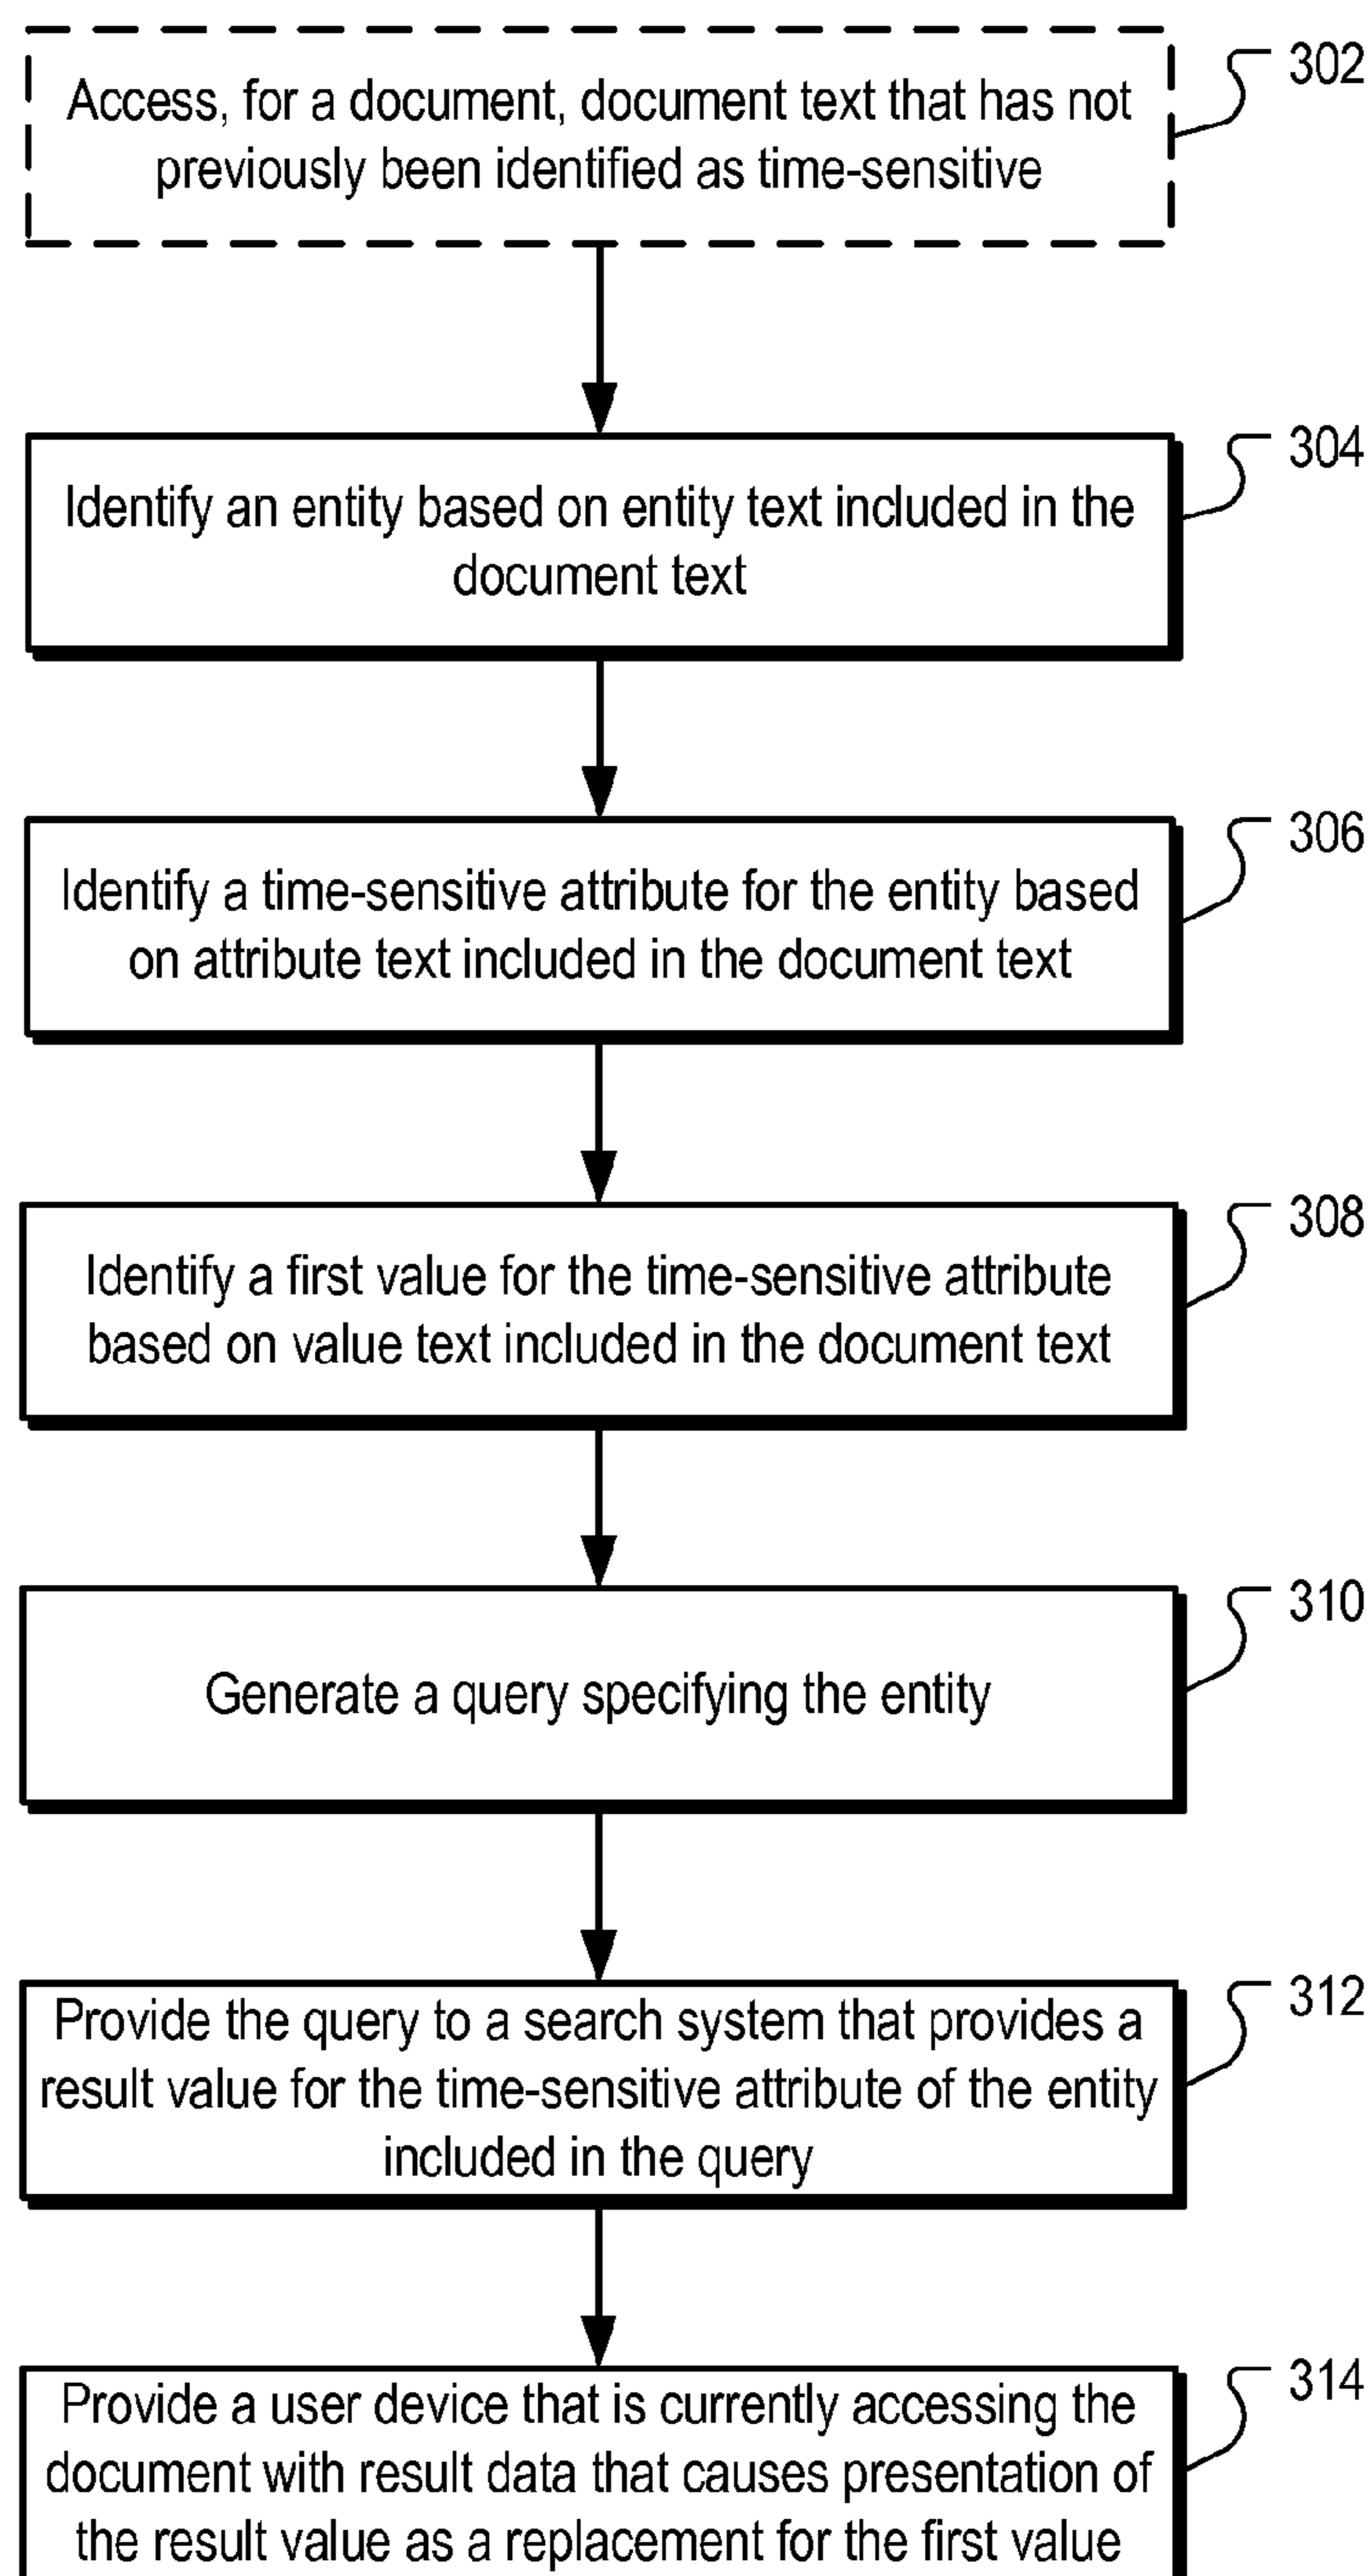 302
Access, for a document, document text that has not
previously been identified as time-sensitive
304
Identify an entity based on entity text included in the
document text
306
Identify a time-sensitive attribute for the entity based
on attribute text included in the document text
308
Identify a first value for the time-sensitive attribute
based on value text included in the document text
310
Generate a query specifying the entity
312
Provide the query to a search system that provides a
result value for the time-sensitive attribute of the entity
included in the query
314
Provide a user device that is currently accessing the
document with result data that causes presentation of
the result value as a replacement for the first value